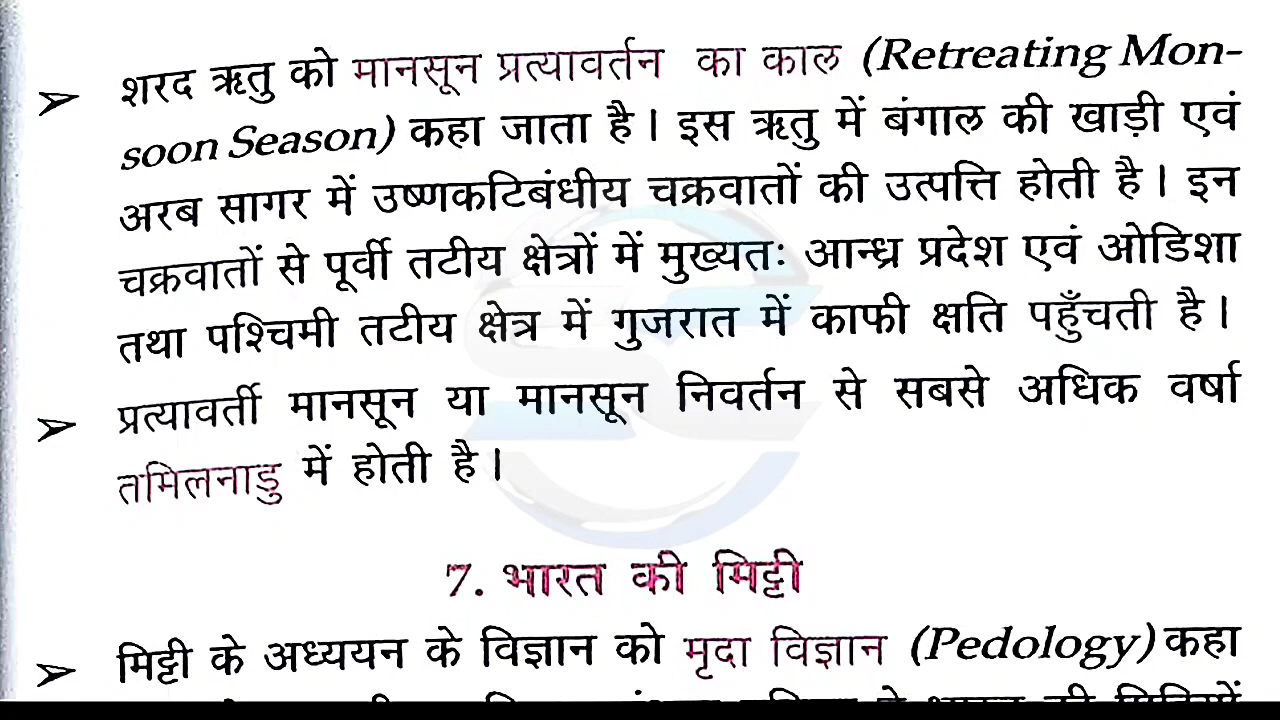 ➢ शरद ऋतु को मानसून प्रत्यावर्तन का काल (Retreating Mon-
soon Season) कहा जाता है। इस ऋतु में बंगाल की खाड़ी एवं
अरब सागर में उष्णकटिबंधीय चक्रवातों की उत्पत्ति होती है। इन
चक्रवातों से पूर्वी तटीय क्षेत्रों में मुख्यतः आन्ध्र प्रदेश एवं ओडिशा
तथा पश्चिमी तटीय क्षेत्र में गुजरात में काफी क्षति पहुँचती है।
➢ प्रत्यावर्ती मानसून या मानसून निवर्तन से सबसे अधिक वर्षा
तमिलनाडु में होती है।
7. भारत की मिट्टी
➢ मिट्टी के अध्ययन के विज्ञान को मृदा विज्ञान (Pedology) कहा